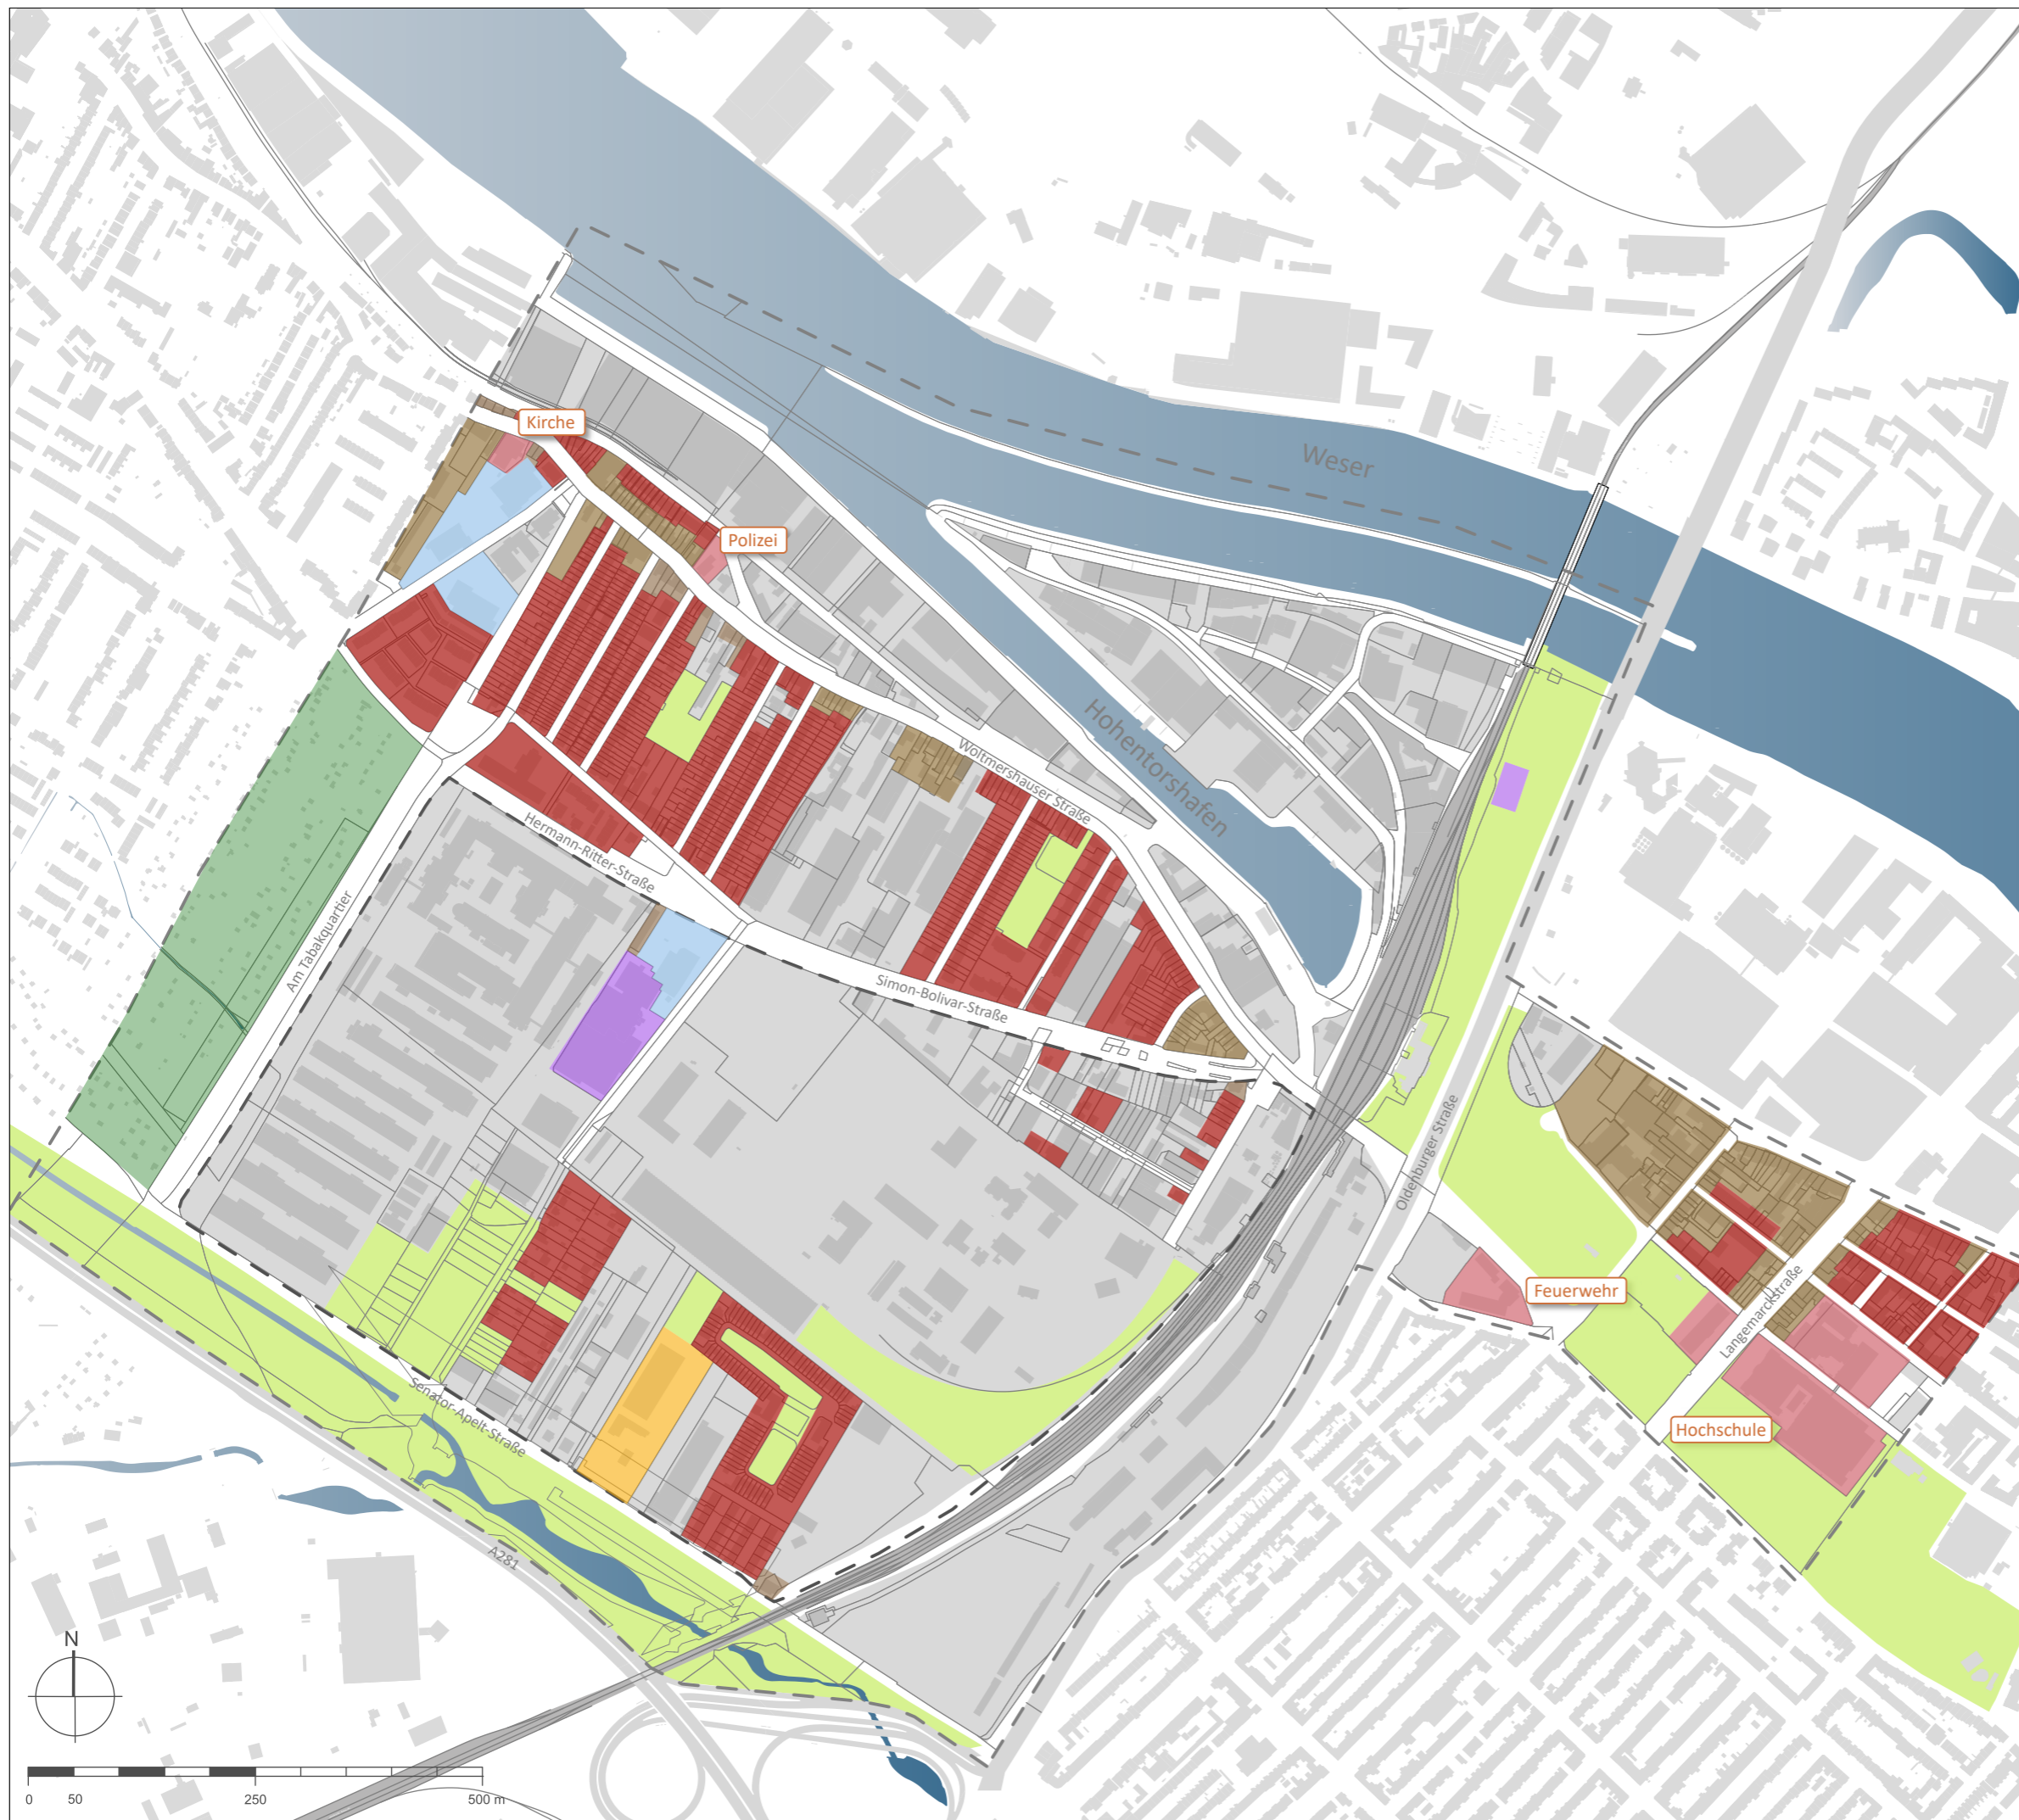 Kirche
Weser
Polizei
Hohentorshafen
Woltmershauser Straße
Hermann-Ritter-Straße
Am Tabakquartier
Simon-Bolivar-Straße
Oldenburger Straße
Feuerwehr
Langemarckstraße
Hochschule
Senator-Apelt-Straße
A281
N
0 50 250 500 m